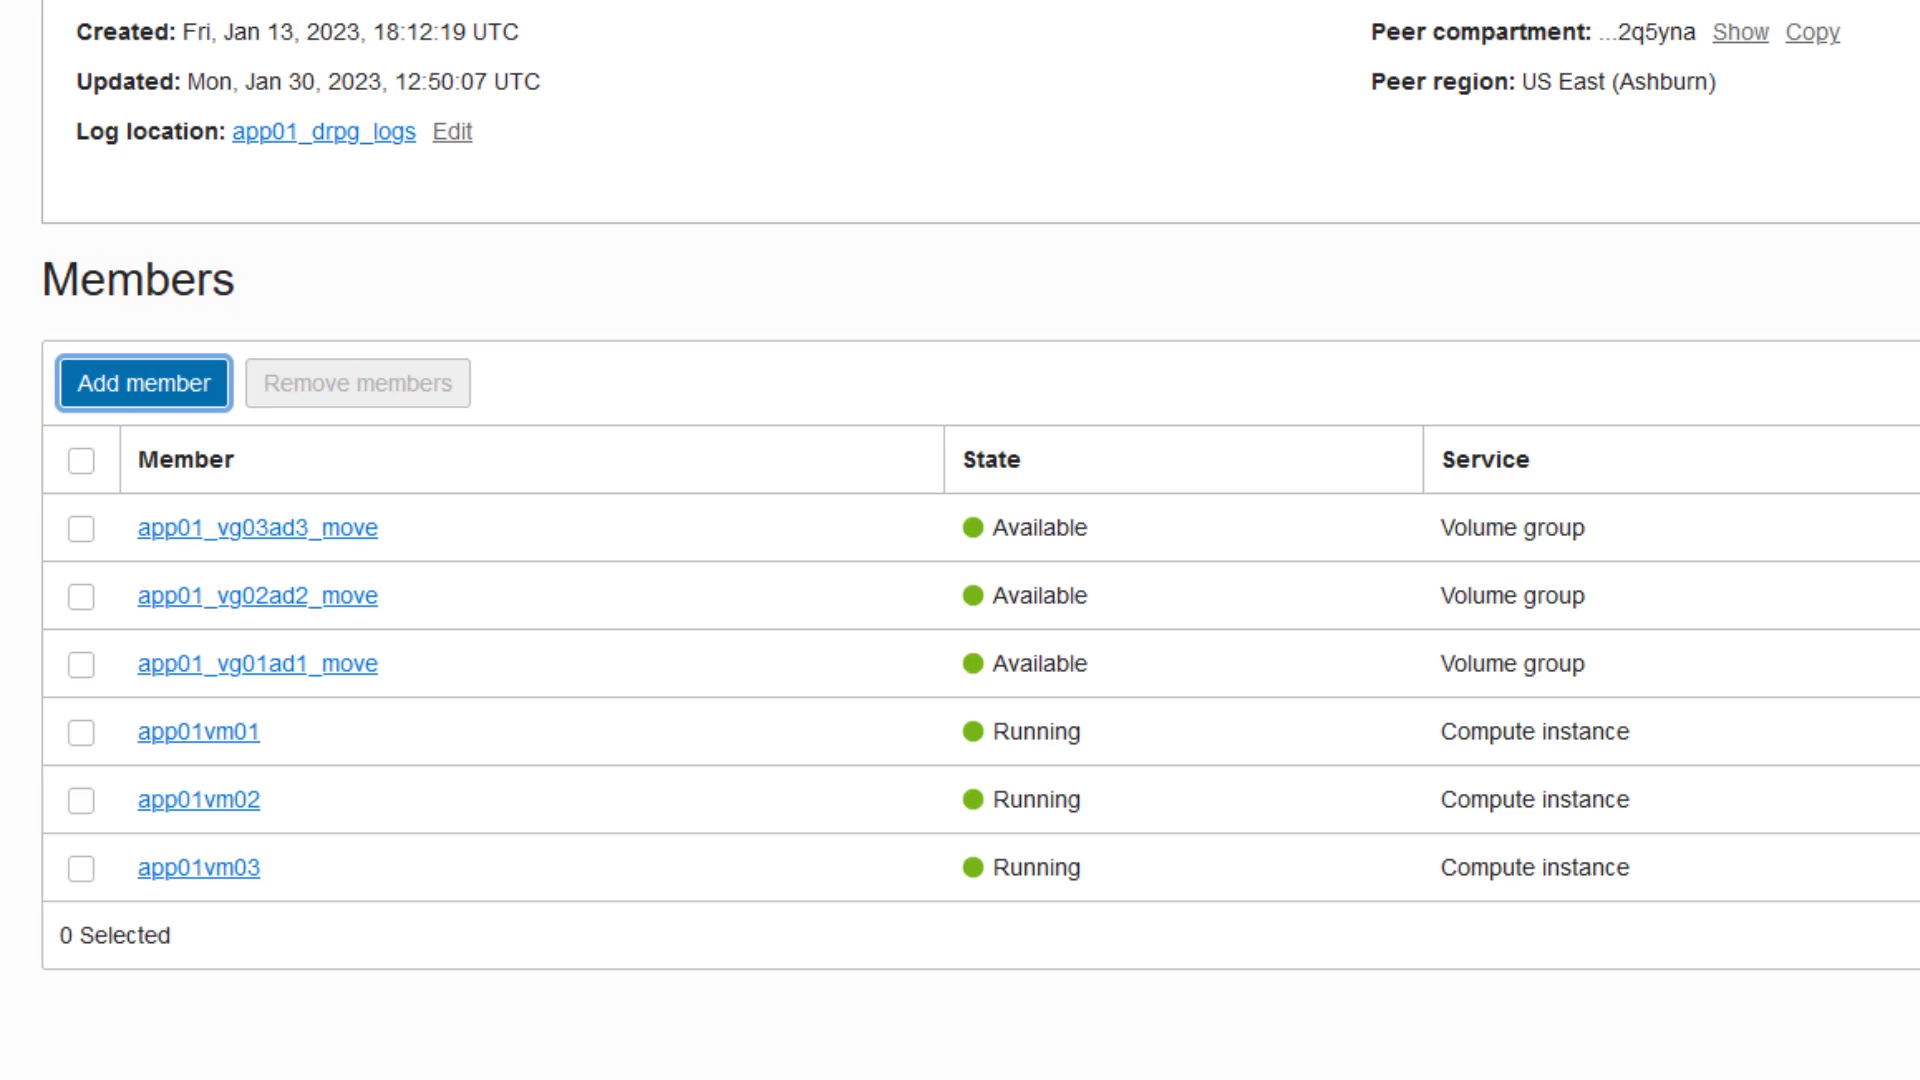 Created: Fri, Jan 13, 2023, 18:12:19 UTC
Updated: Mon, Jan 30, 2023, 12:50:07 UTC
Log location: app01_drpg_logs Edit
Peer compartment: ...2q5yna Show Copy
Peer region: US East (Ashburn)
Members
Add member Remove members
Member State Service
app01_vg03ad3_move Available Volume group
app01_vg02ad2_move Available Volume group
app01_vg01ad1_move Available Volume group
app01vm01 Running Compute instance
app01vm02 Running Compute instance
app01vm03 Running Compute instance
0 Selected